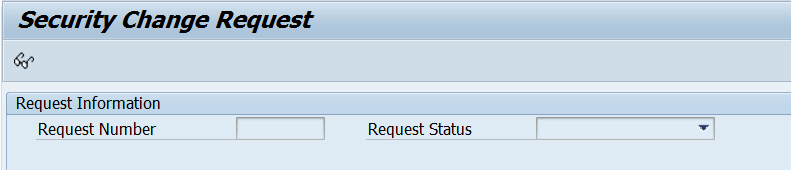 Security Change Request
Request Information
Request Number Request Status